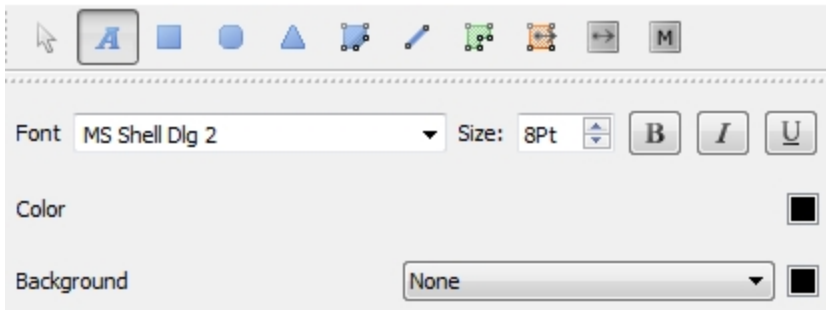 A M
Font MS Shell Dlg 2 Size: 8Pt B I U
Color
Background None